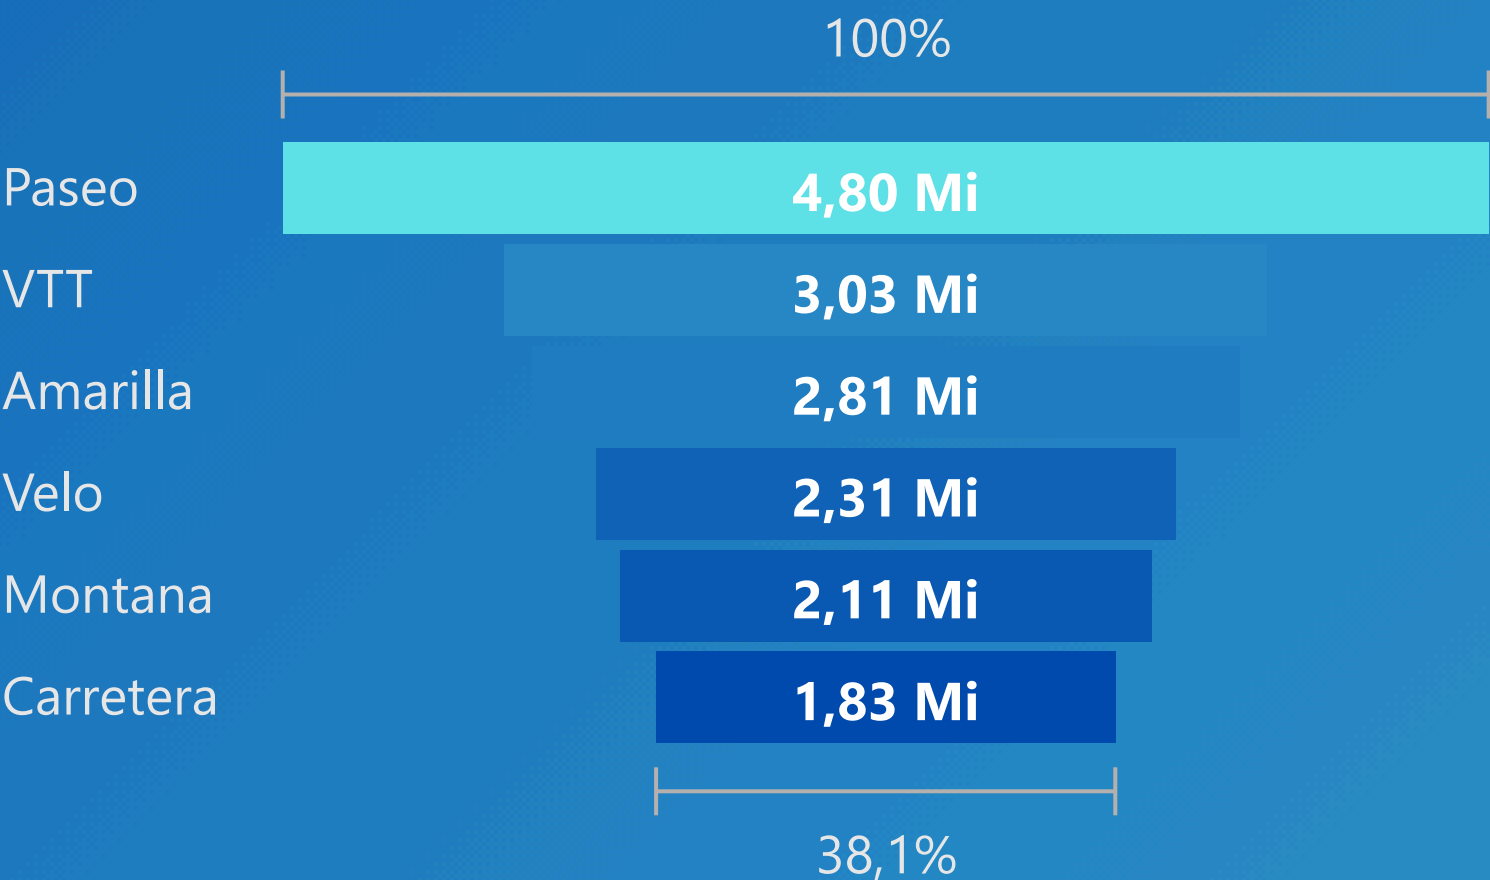 100%
Paseo 4,80 Mi
VTT 3,03 Mi
Amarilla 2,81 Mi
Velo 2,31 Mi
Montana 2,11 Mi
Carretera 1,83 Mi
38,1%